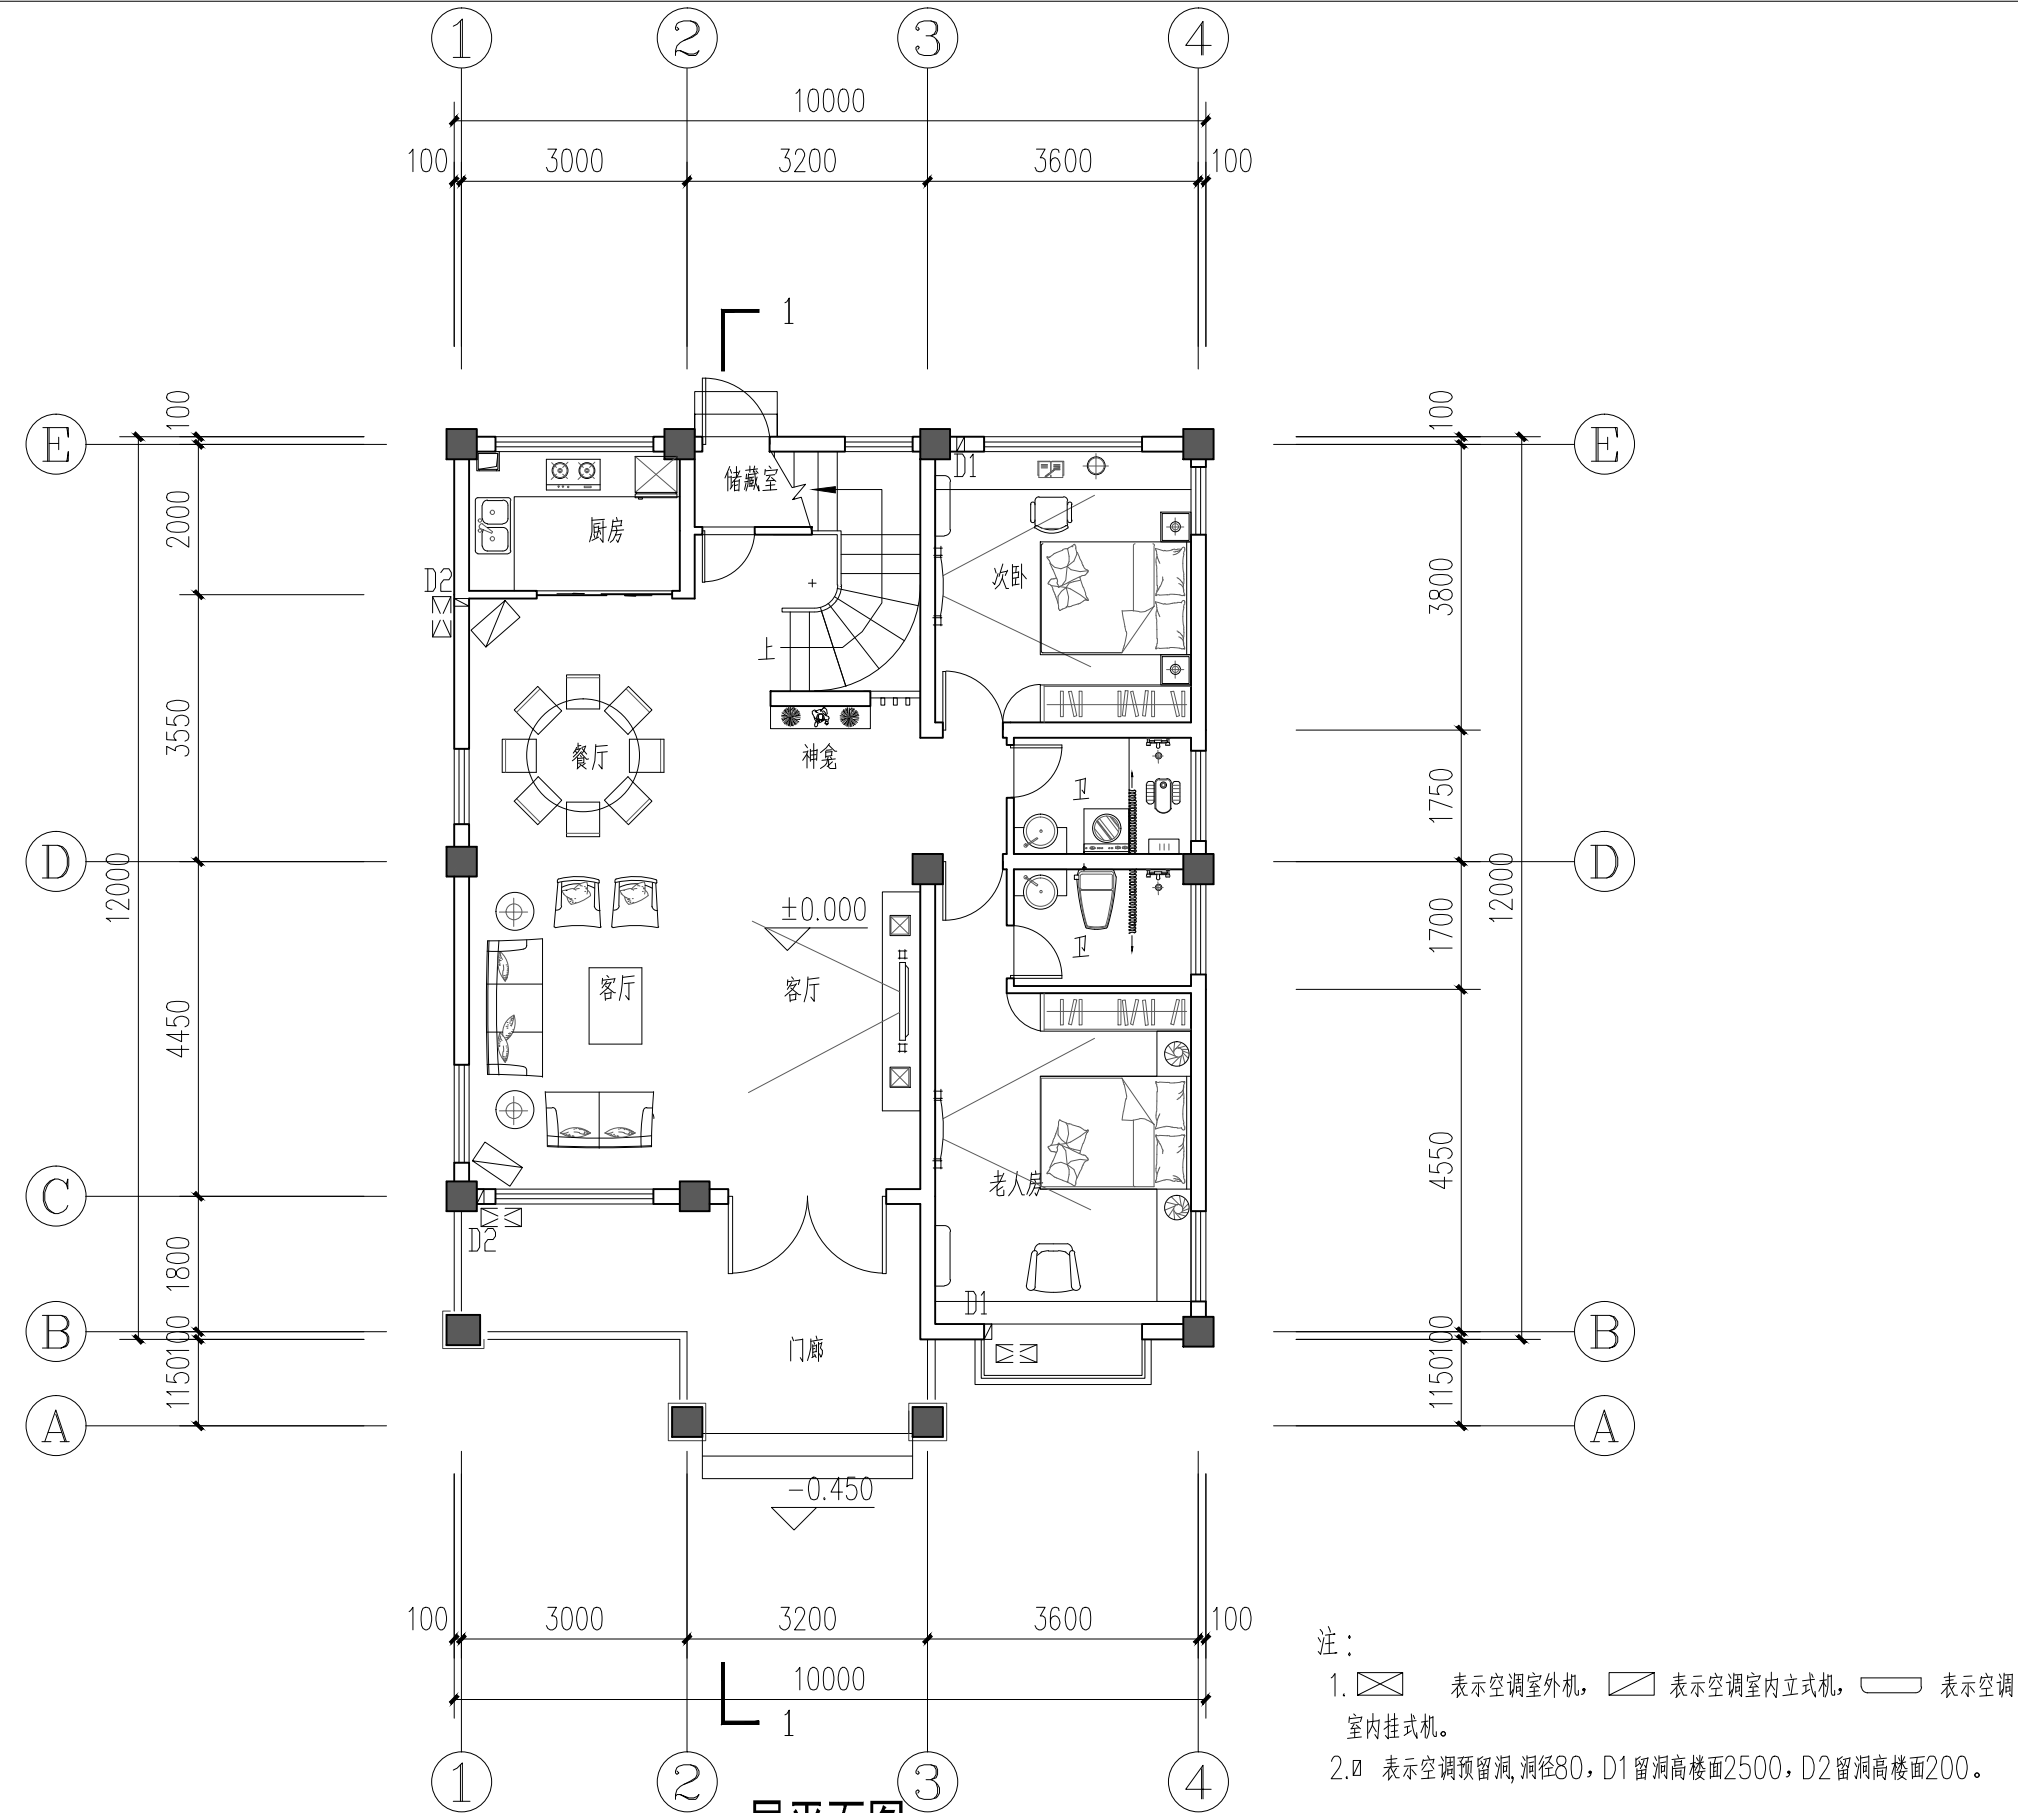 1 2 3 4
10000
100 3000 3200 3600 100
1
E 100 100 E
储藏室 D1
2000 厨房
D2 次卧 3800
上
3550 餐厅 神龛
卫 1750
D 12000 12000 D
±0.000 1700
卫
4450 客厅 客厅
4550
老人房
C
D2
1800
D1
B 100 门廊 100 B
1150 1150
A A
-0.450
100 3000 3200 3600 100
注:
10000
1. 表示空调室外机, 表示空调室内立式机, 表示空调
1
室内挂式机。
2. 表示空调预留洞,洞径80,D1留洞高楼面2500,D2留洞高楼面200。
1 2 3 4
层平面图